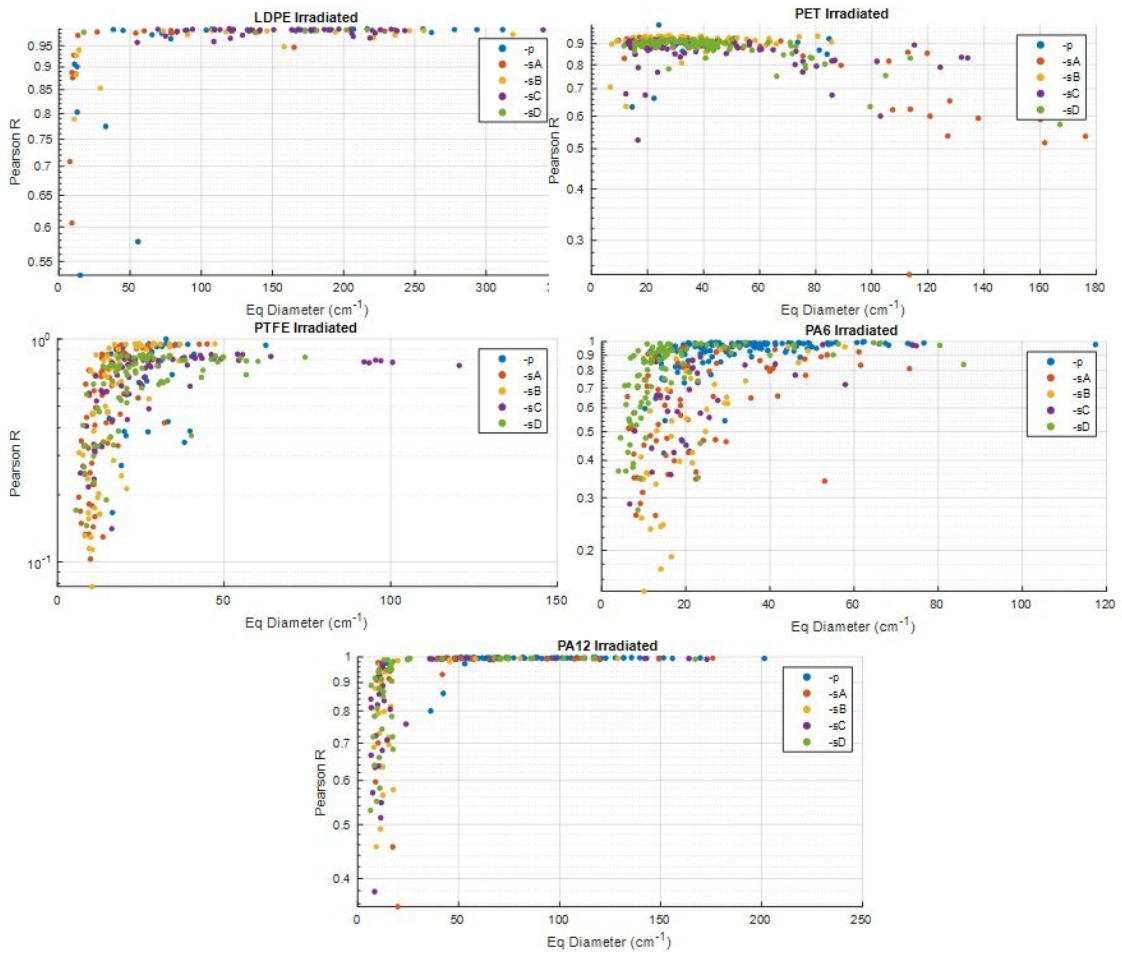 LDPE Irradiated
0.95
0.9
0.85
0.8
0.75
0.7
0.65
0.6
0.55
Pearson R
0 50 100 150 200 250 300
Eq Diameter (cm-1)
-p
-sA
-sB
-sC
-sD
PET Irradiated
0.9
0.8
0.7
0.6
0.5
0.4
0.3
Pearson R
0 20 40 60 80 100 120 140 160 180
Eq Diameter (cm-1)
-p
-sA
-sB
-sC
-sD
PTFE Irradiated
100
10-1
Pearson R
0 50 100 150
Eq Diameter (cm-1)
-p
-sA
-sB
-sC
-sD
PA6 Irradiated
1
0.9
0.8
0.7
0.6
0.5
0.4
0.3
0.2
Pearson R
0 20 40 60 80 100 120
Eq Diameter (cm-1)
-p
-sA
-sB
-sC
-sD
PA12 Irradiated
1
0.9
0.8
0.7
0.6
0.5
0.4
Pearson R
0 50 100 150 200 250
Eq Diameter (cm-1)
-p
-sA
-sB
-sC
-sD